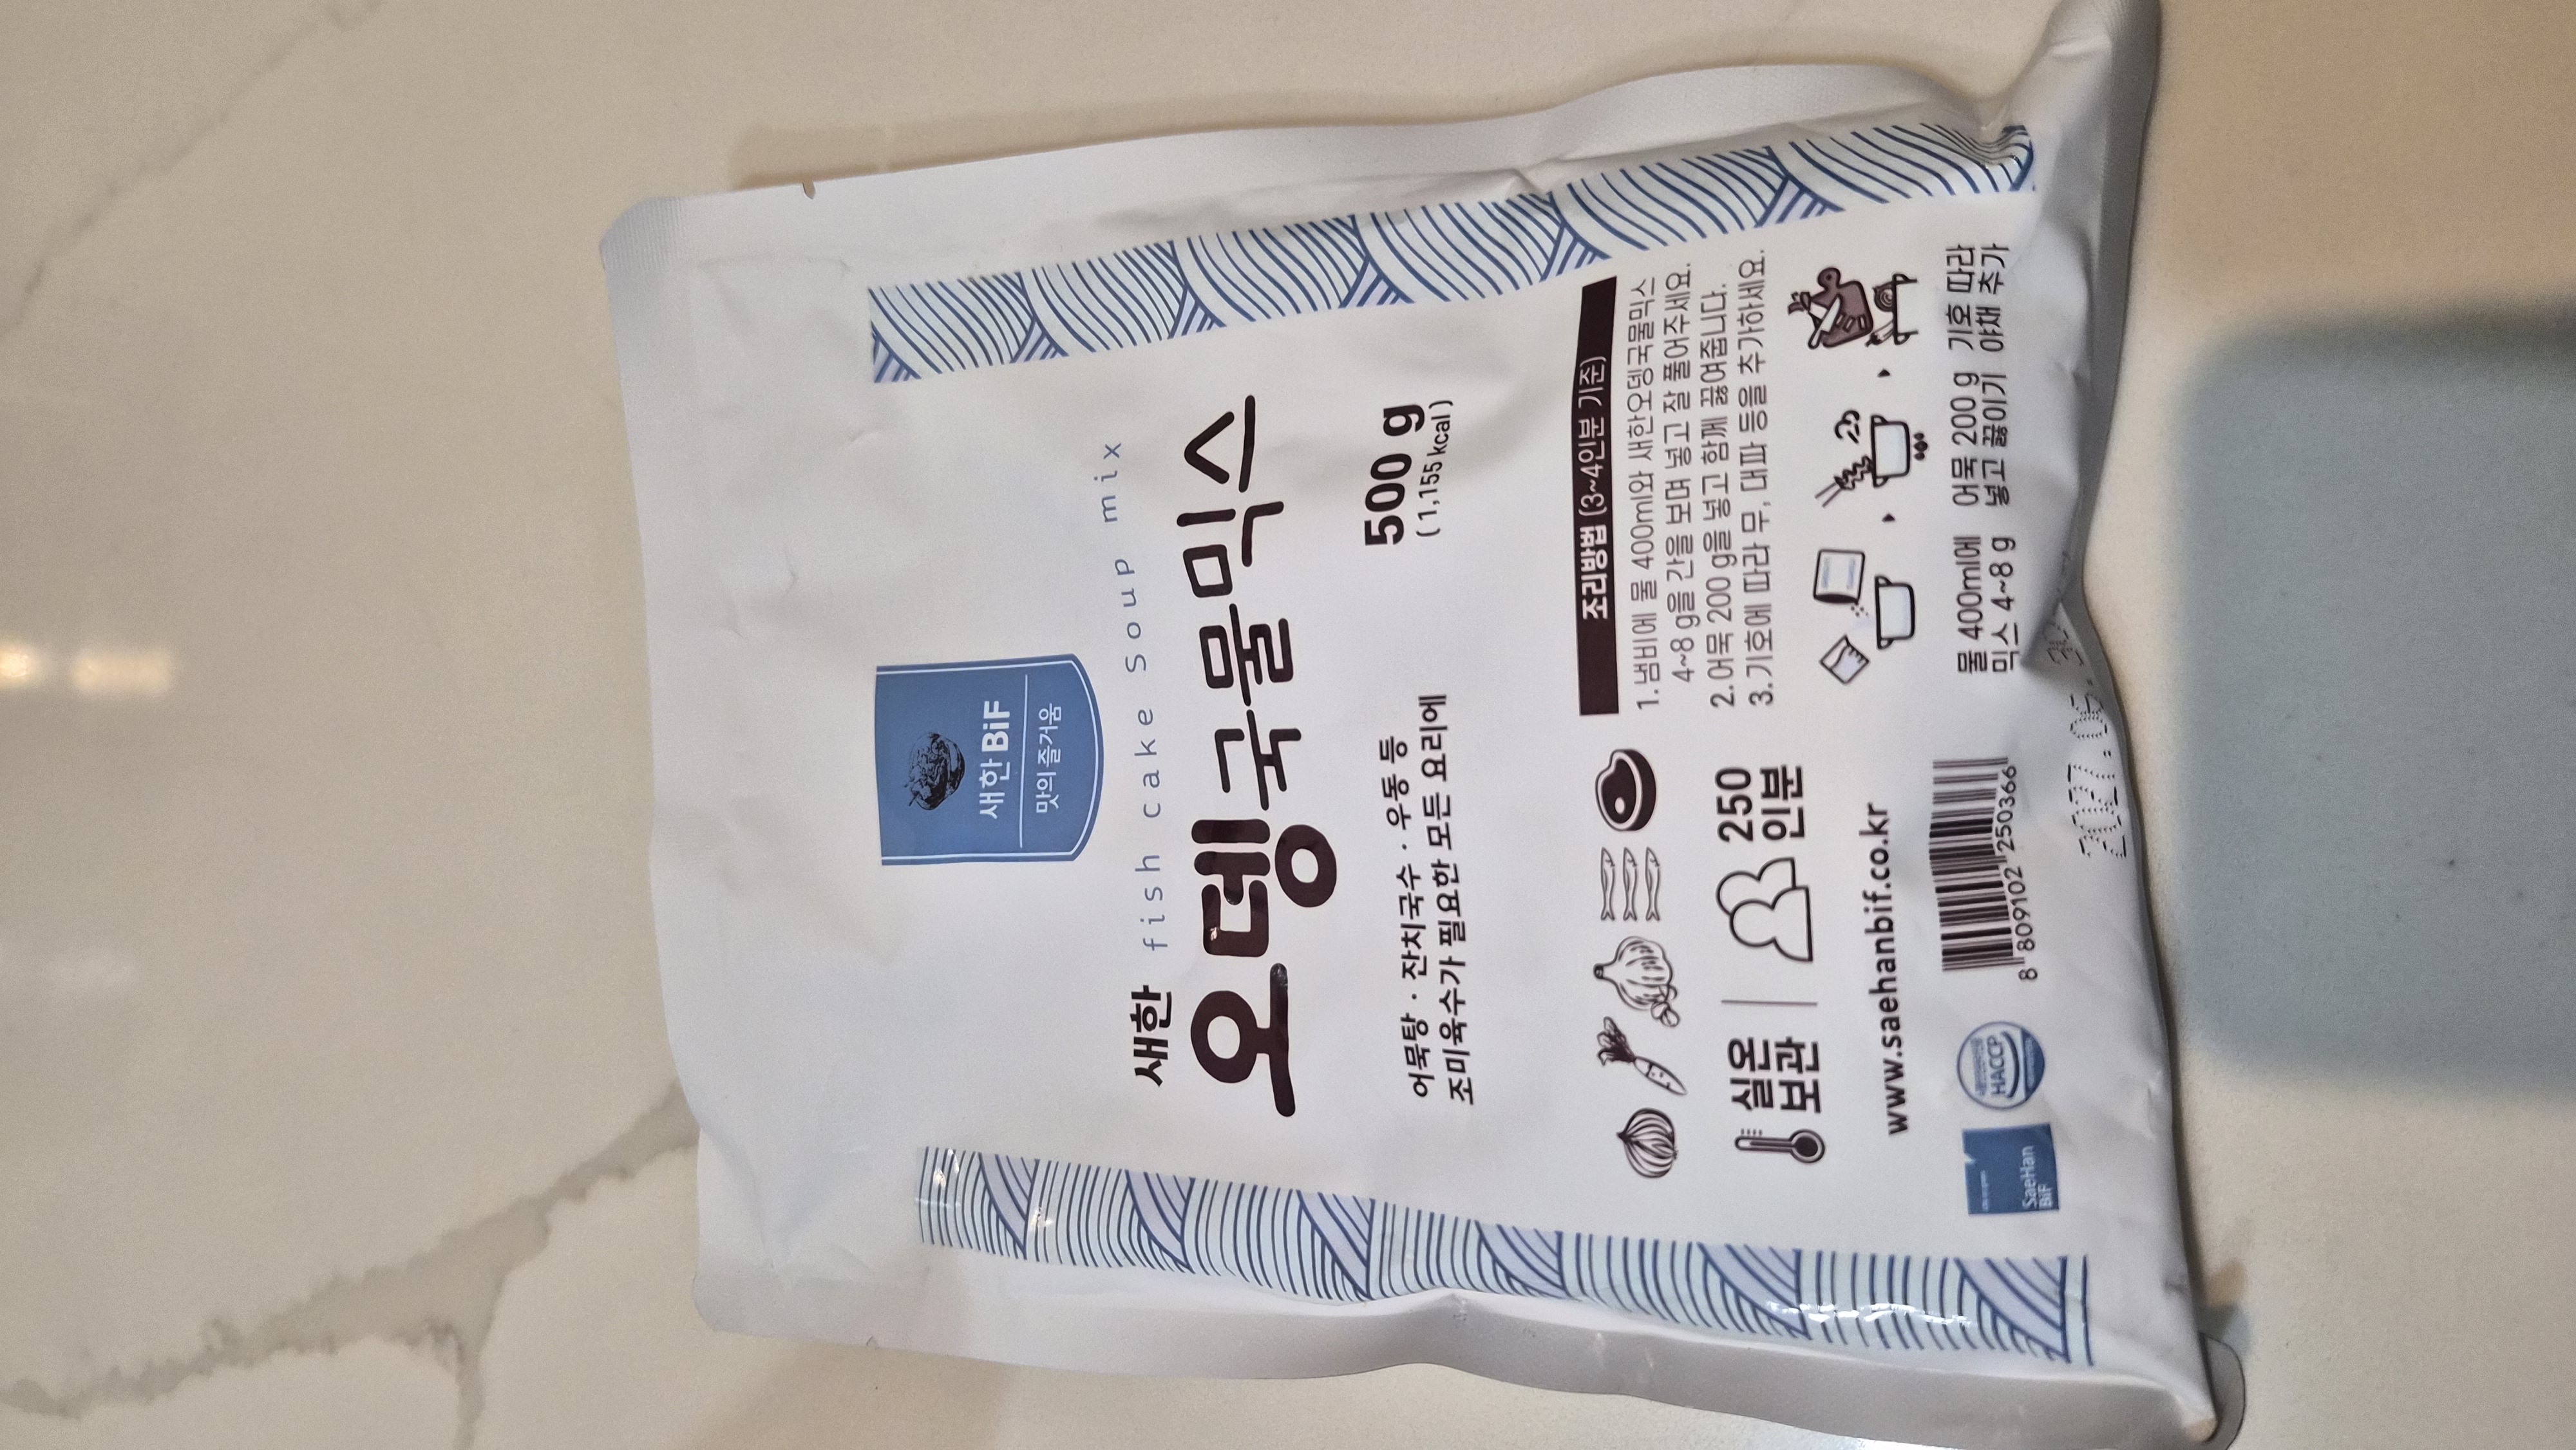 새한 BiF
맛의 즐거움
새한 fish cake Soup mix
오뎅국물믹스
어묵탕 · 잔치국수 · 우동 등
조미육수가 필요한 모든 요리에
500 g
( 1,155 kcal )
실온
보관
250
인분
www.saehanbif.co.kr
SaeHan
BiF
HACCP
8 809102 250366
조리방법 (3~4인분 기준)
1.냄비에 물 400ml와 새한오뎅국물믹스
4~8 g을 간을 보며 넣고 잘 풀어주세요.
2.어묵 200 g을 넣고 함께 끓여줍니다.
3.기호에 따라 무, 대파 등을 추가하세요.
물 400ml에
믹스 4~8 g
어묵 200 g
넣고 끓이기
기호 따라
야채 추가
2027.05.